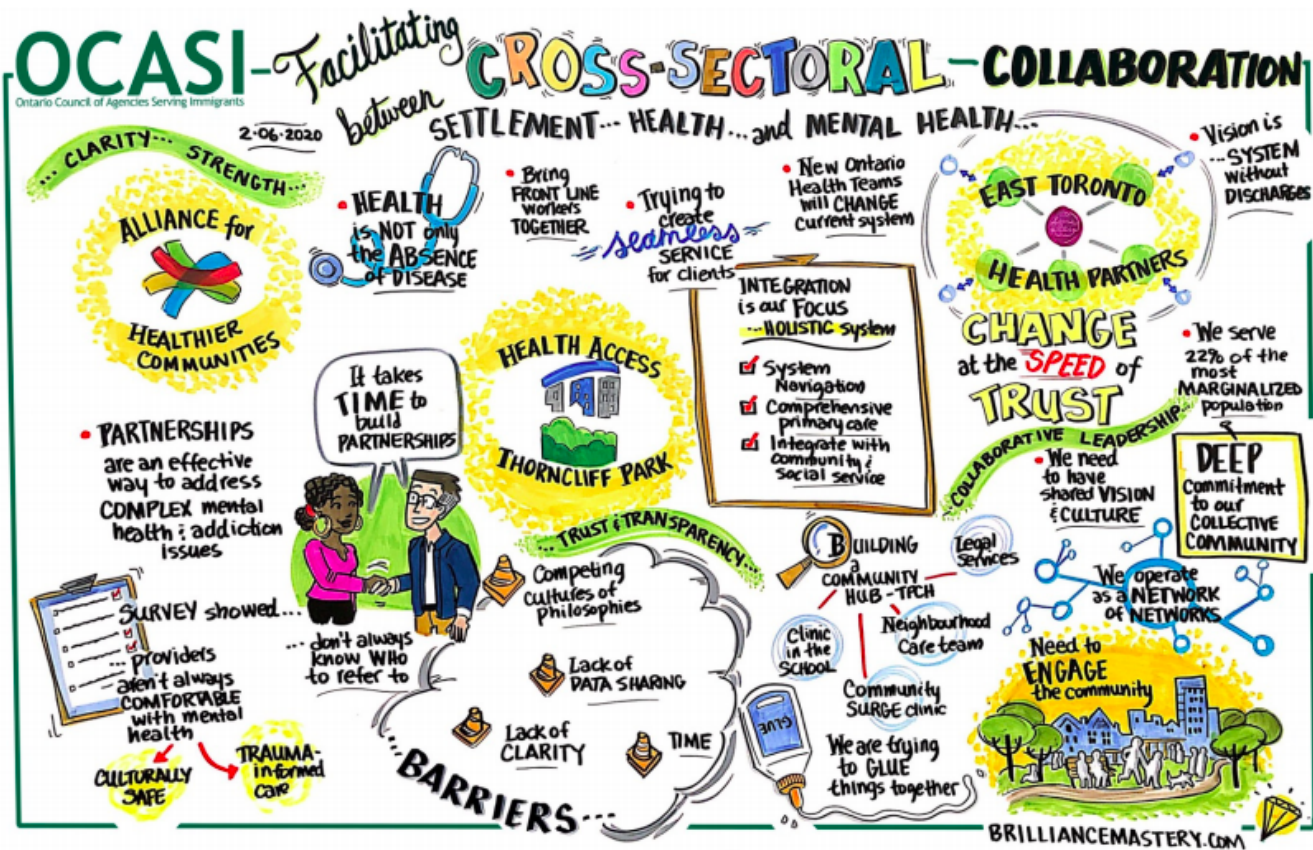 OCASI
Ontario Council of Agencies Serving Immigrants
Facilitating
between
CROSS-SECTORAL - COLLABORATION
SETTLEMENT... HEALTH... and MENTAL HEALTH...
2.06.2020
... CLARITY... STRENGTH...
ALLIANCE for
HEALTHIER
COMMUNITIES
• HEALTH
is NOT only
the ABSENCE
of DISEASE
• Bring
FRONT LINE
workers
TOGETHER
• Trying to
create
seamless
SERVICE
for clients
• New Ontario
Health Teams
will CHANGE
current system
EAST TORONTO
HEALTH PARTNERS
• Vision is
... SYSTEM
without
DISCHARGES
CHANGE
at the SPEED of
TRUST
• We serve
22% of the
most
MARGINALIZED
population
INTEGRATION
is our FOCUS
... HOLISTIC system
System
Navigation
Comprehensive
primary care
Integrate with
community &
social service
HEALTH ACCESS
THORNCLIFF PARK
It takes
TIME to
build
PARTNERSHIPS
• PARTNERSHIPS
are an effective
way to address
COMPLEX mental
health & addiction
issues
SURVEY showed...
... providers
aren't always
COMFORTABLE
with mental
health
CULTURALLY
SAFE
TRAUMA-
informed
care
... don't always
know WHO
to refer to
... TRUST & TRANSPARENCY...
Competing
cultures of
philosophies
Lack of
DATA SHARING
Lack of
CLARITY
TIME
... BARRIERS...
BUILDING
a
COMMUNITY
HUB - TPCH
Legal
Services
Neighbourhood
Care team
Clinic
in the
SCHOOL
Community
SURGE clinic
GLUE
We are trying
to GLUE
things together
... COLLABORATIVE LEADERSHIP...
• We need
to have
shared VISION
& CULTURE
DEEP
commitment
to our
COLLECTIVE
COMMUNITY
We operate
as a NETWORK
of NETWORKS
Need to
ENGAGE
the community
BRILLIANCEMASTERY.COM